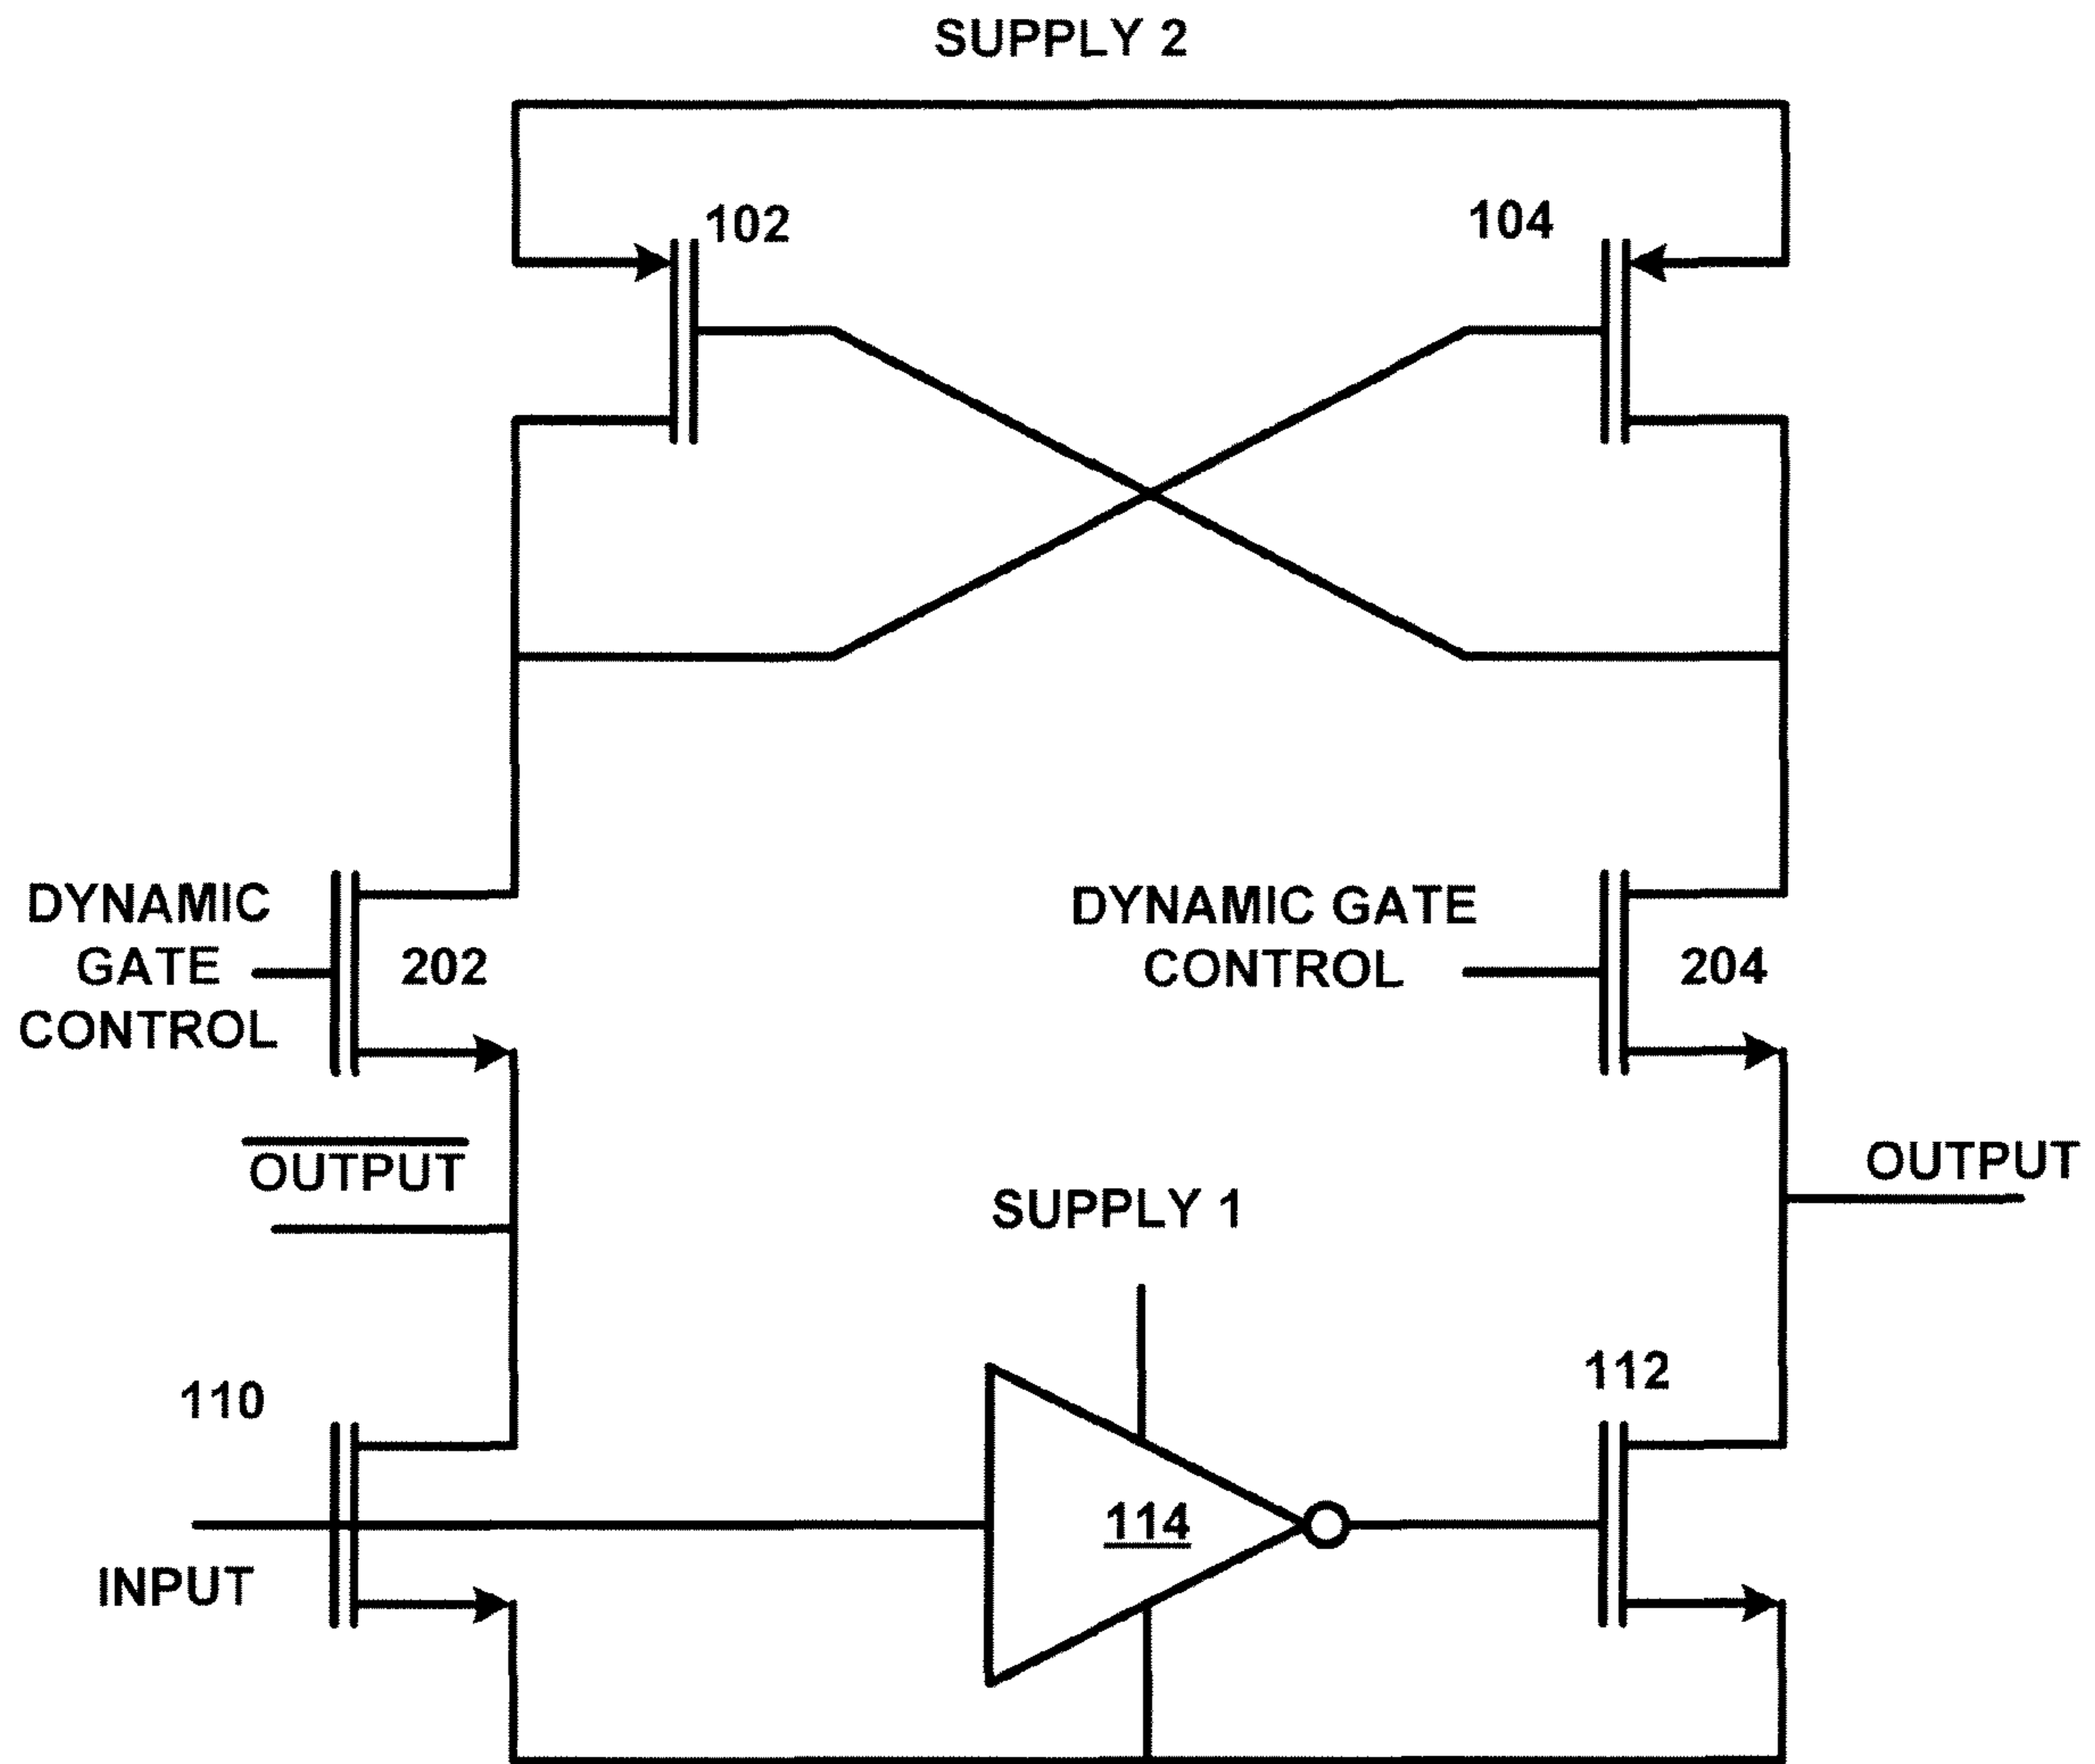 SUPPLY 2
102
104
DYNAMIC
GATE
CONTROL
202
DYNAMIC GATE
CONTROL
204
OUTPUT
SUPPLY 1
OUTPUT
110
112
114
INPUT